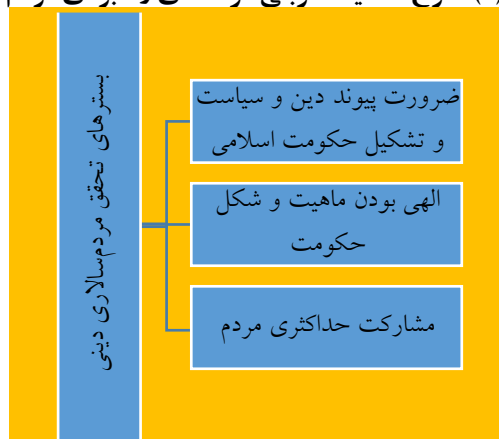 بسترهای تحقق مردم‌سالاری دینی
ضرورت پیوند دین و سیاست
و تشکیل حکومت اسلامی
الهی بودن ماهیت و شکل
حکومت
مشارکت حداکثری مردم